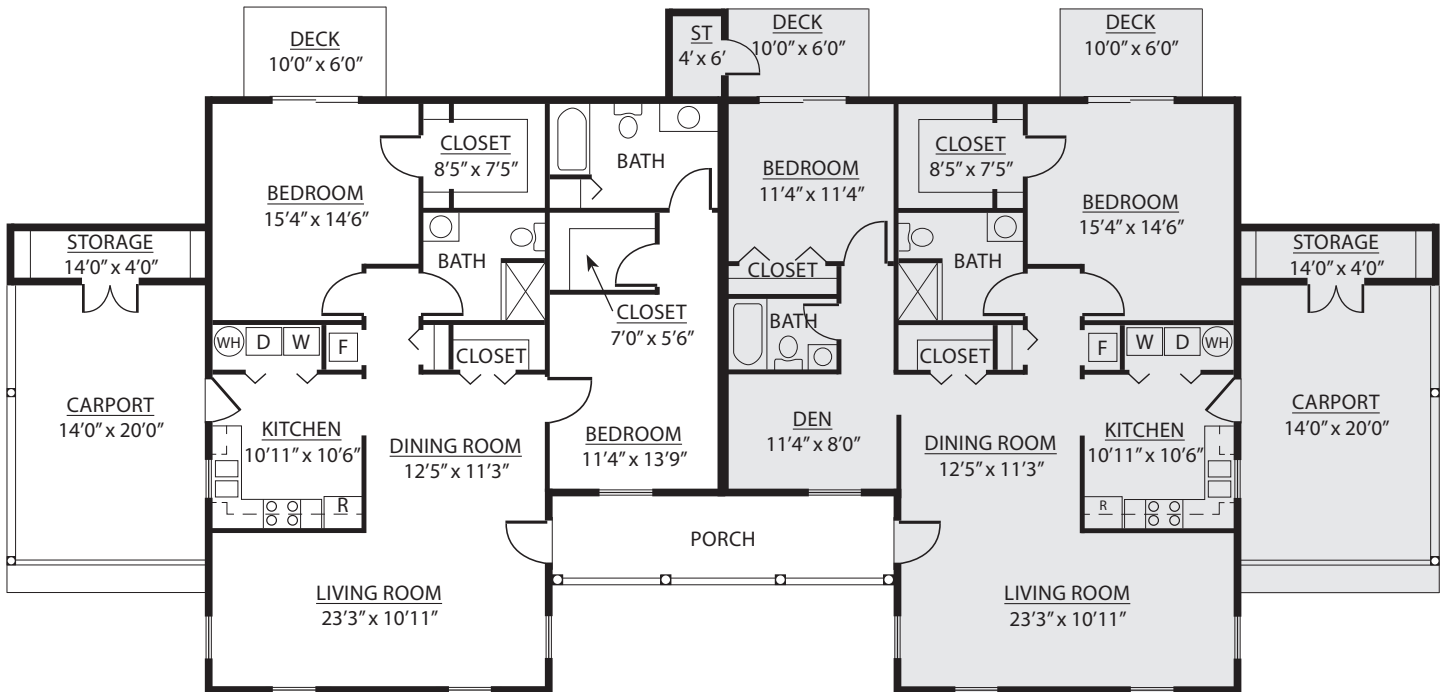 DECK
10'0" x 6'0"
ST
4' x 6'
DECK
10'0" x 6'0"
DECK
10'0" x 6'0"
CLOSET
8'5" x 7'5"
BATH
BEDROOM
15'4" x 14'6"
BEDROOM
11'4" x 11'4"
CLOSET
8'5" x 7'5"
BEDROOM
15'4" x 14'6"
STORAGE
14'0" x 4'0"
BATH
CLOSET
BATH
STORAGE
14'0" x 4'0"
CLOSET
7'0" x 5'6"
BATH
WH
D
W
F
CLOSET
CLOSET
F
W
D
WH
CARPORT
14'0" x 20'0"
KITCHEN
10'11" x 10'6"
DINING ROOM
12'5" x 11'3"
BEDROOM
11'4" x 13'9"
DEN
11'4" x 8'0"
DINING ROOM
12'5" x 11'3"
KITCHEN
10'11" x 10'6"
CARPORT
14'0" x 20'0"
R
R
PORCH
LIVING ROOM
23'3" x 10'11"
LIVING ROOM
23'3" x 10'11"